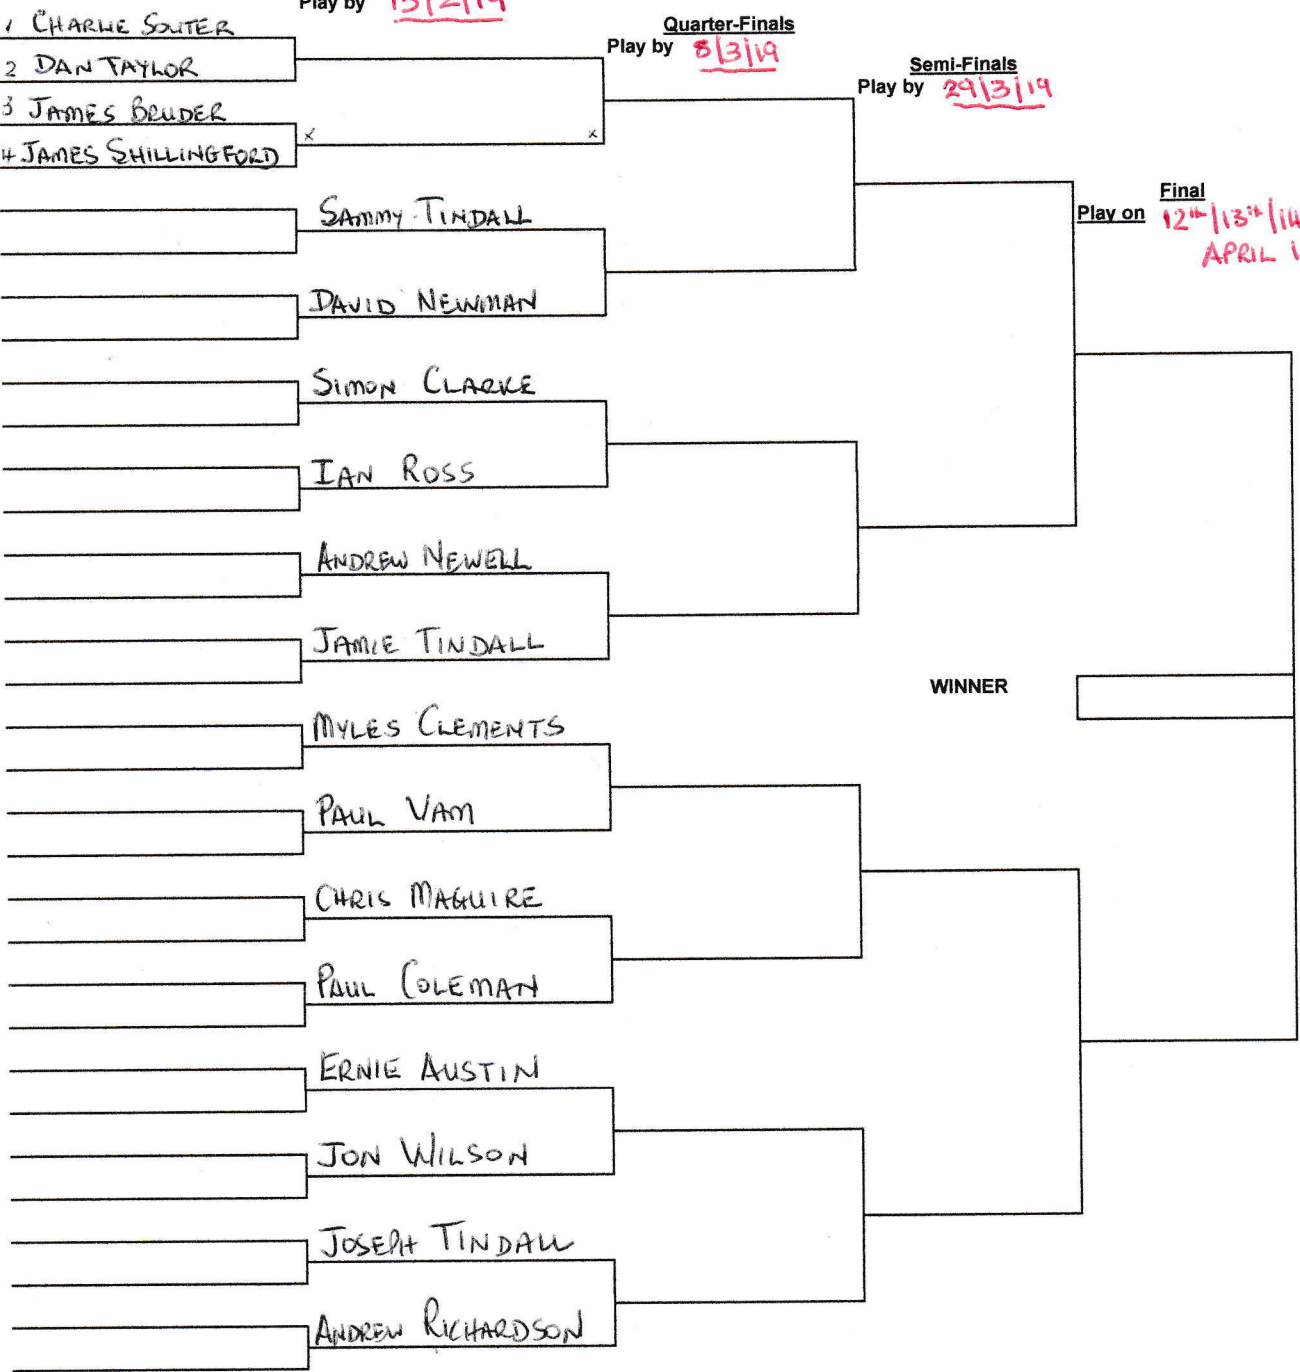 Play by 15/2/19
1 CHARLIE SOUTER
Quarter-Finals
Play by 8/3/19
2 DAN TAYLOR
Semi-Finals
Play by 29/3/19
3 JAMES BRUDER
x x
4 JAMES SHILLINGFORD
Final
Play on 12th/13th/14
APRIL 1
SAMMY TINDALL
DAVID NEWMAN
SIMON CLARKE
IAN ROSS
ANDREW NEWELL
JAMIE TINDALL
WINNER
MYLES CLEMENTS
PAUL VAM
CHRIS MAGUIRE
PAUL COLEMAN
ERNIE AUSTIN
JON WILSON
JOSEPH TINDALL
ANDREW RICHARDSON